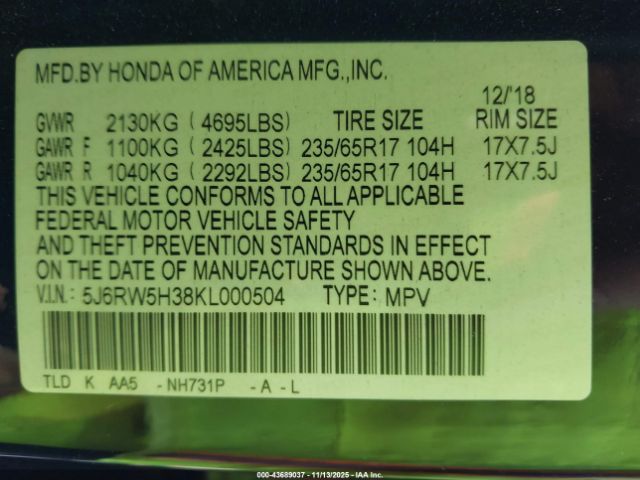 MFD.BY HONDA OF AMERICA MFG.,INC.
12/'18
GVWR 2130KG (4695LBS) TIRE SIZE RIM SIZE
GAWR F 1100KG (2425LBS) 235/65R17 104H 17X7.5J
GAWR R 1040KG (2292LBS) 235/65R17 104H 17X7.5J
THIS VEHICLE CONFORMS TO ALL APPLICABLE
FEDERAL MOTOR VEHICLE SAFETY
AND THEFT PREVENTION STANDARDS IN EFFECT
ON THE DATE OF MANUFACTURE SHOWN ABOVE.
V.I.N.: 5J6RW5H38KL000504 TYPE: MPV
TLD K AA5 -NH731P -A-L
000-43689037 - 11/13/2025 - IAA Inc.